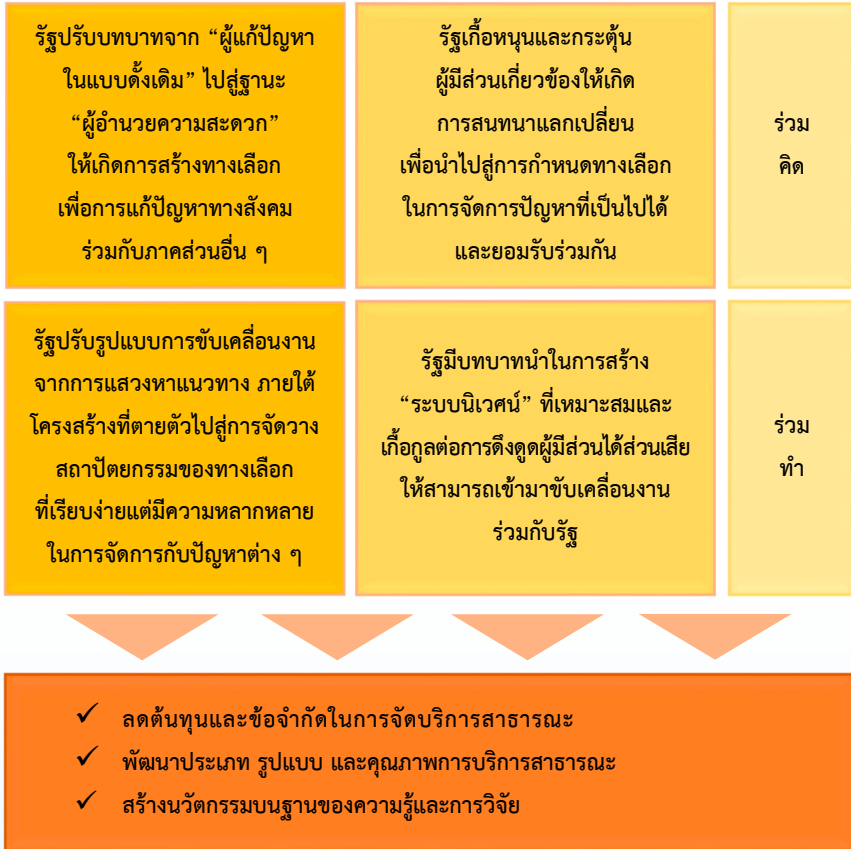 รัฐปรับบทบาทจาก “ผู้แก้ปัญหา
ในแบบดั้งเดิม” ไปสู่ฐานะ
“ผู้อำนวยความสะดวก”
ให้เกิดการสร้างทางเลือก
เพื่อการแก้ปัญหาทางสังคม
ร่วมกับภาคส่วนอื่น ๆ
รัฐเกื้อหนุนและกระตุ้น
ผู้มีส่วนเกี่ยวข้องให้เกิด
การสนทนาแลกเปลี่ยน
เพื่อนำไปสู่การกำหนดทางเลือก
ในการจัดการปัญหาที่เป็นไปได้
และยอมรับร่วมกัน
ร่วม
คิด
รัฐปรับรูปแบบการขับเคลื่อนงาน
จากการแสวงหาแนวทาง ภายใต้
โครงสร้างที่ตายตัวไปสู่การจัดวาง
สถาปัตยกรรมของทางเลือก
ที่เรียบง่ายแต่มีความหลากหลาย
ในการจัดการกับปัญหาต่าง ๆ
รัฐมีบทบาทนำในการสร้าง
“ระบบนิเวศน์” ที่เหมาะสมและ
เกื้อกูลต่อการดึงดูดผู้มีส่วนได้ส่วนเสีย
ให้สามารถเข้ามาขับเคลื่อนงาน
ร่วมกับรัฐ
ร่วม
ทำ
✓ ลดต้นทุนและข้อจำกัดในการจัดบริการสาธารณะ
✓ พัฒนาประเภท รูปแบบ และคุณภาพการบริการสาธารณะ
✓ สร้างนวัตกรรมบนฐานของความรู้และการวิจัย